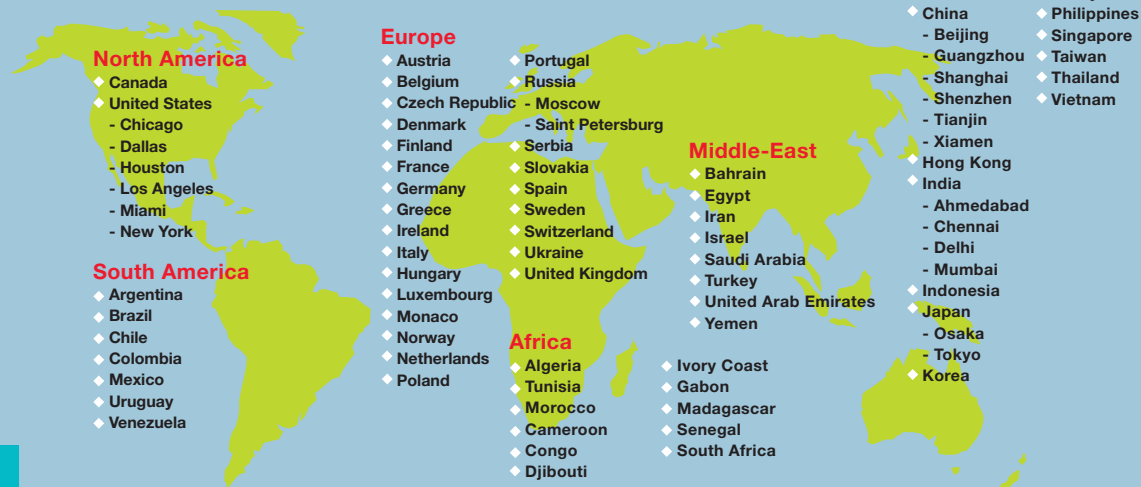 North America
Canada
United States
- Chicago
- Dallas
- Houston
- Los Angeles
- Miami
- New York
South America
Argentina
Brazil
Chile
Colombia
Mexico
Uruguay
Venezuela
Europe
Austria
Belgium
Czech Republic
Denmark
Finland
France
Germany
Greece
Ireland
Italy
Hungary
Luxembourg
Monaco
Norway
Netherlands
Poland
Portugal
Russia
- Moscow
- Saint Petersburg
Serbia
Slovakia
Spain
Sweden
Switzerland
Ukraine
United Kingdom
Africa
Algeria
Tunisia
Morocco
Cameroon
Congo
Djibouti
Ivory Coast
Gabon
Madagascar
Senegal
South Africa
Middle-East
Bahrain
Egypt
Iran
Israel
Saudi Arabia
Turkey
United Arab Emirates
Yemen
China
- Beijing
- Guangzhou
- Shanghai
- Shenzhen
- Tianjin
- Xiamen
Hong Kong
India
- Ahmedabad
- Chennai
- Delhi
- Mumbai
Indonesia
Japan
- Osaka
- Tokyo
Korea
Philippines
Singapore
Taiwan
Thailand
Vietnam